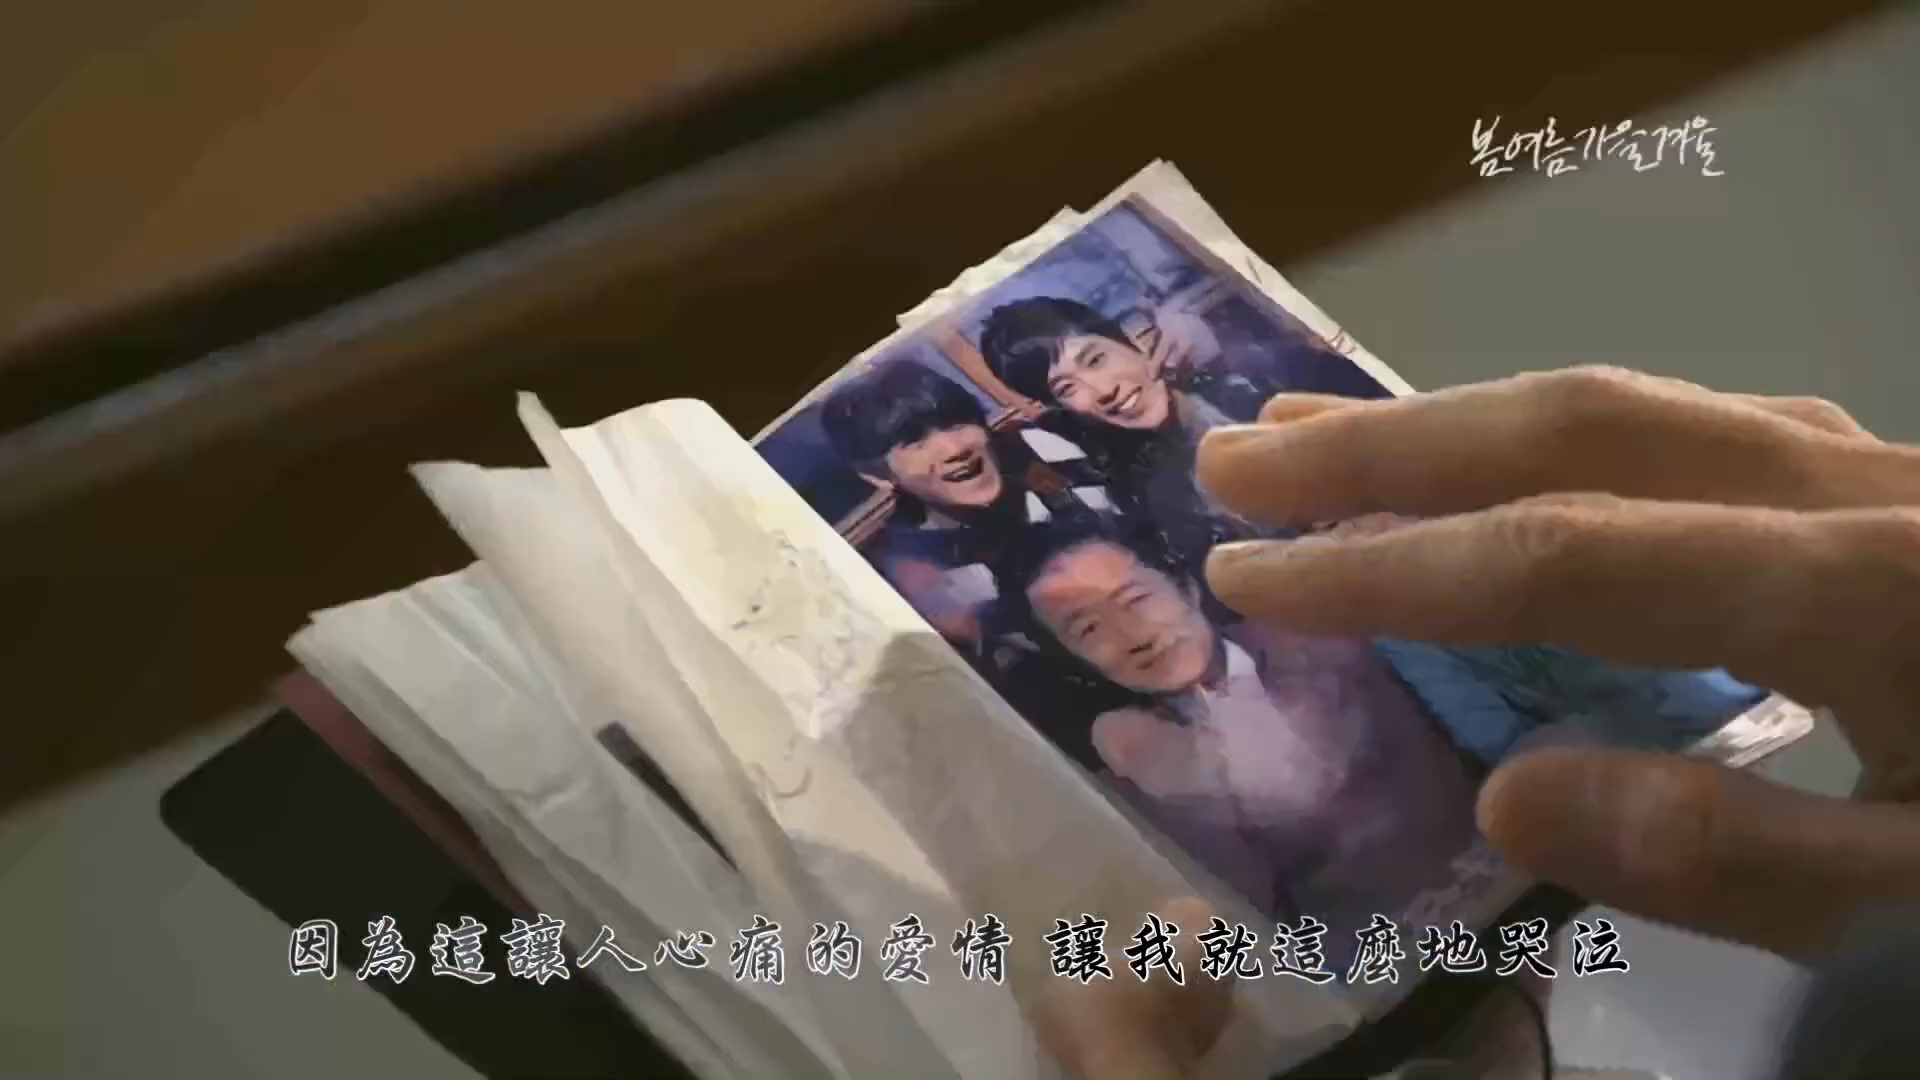 봄여름가을겨울
因為這讓人心痛的愛情 讓我就這麼地哭泣